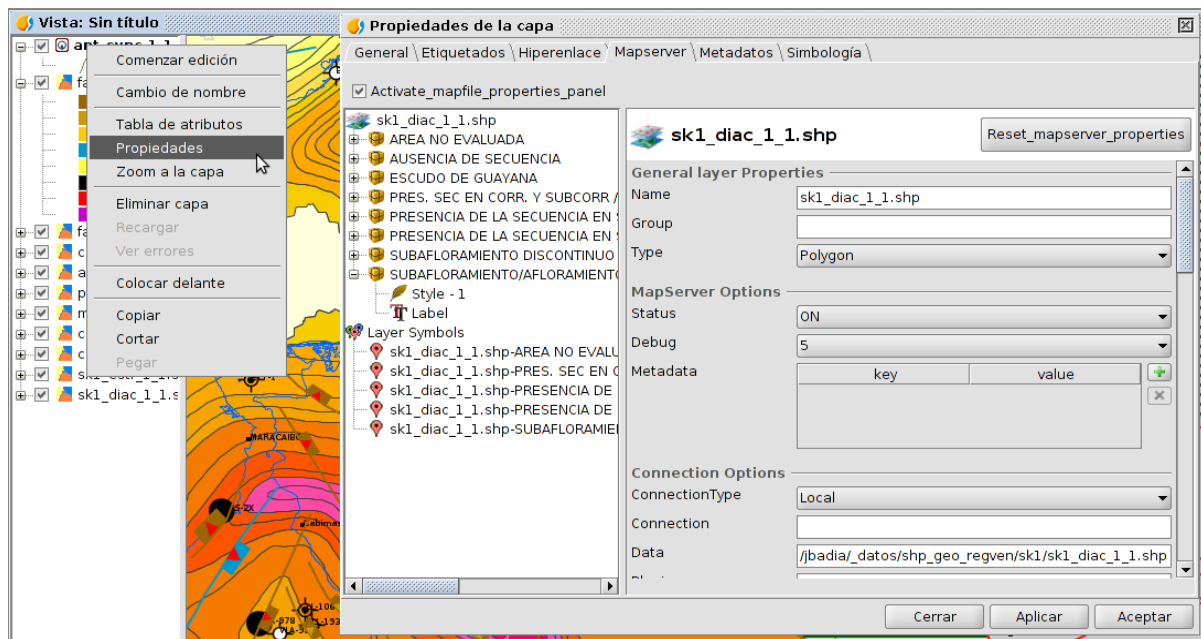 Vista: Sin título
Comenzar edición
Cambio de nombre
Tabla de atributos
Propiedades
Zoom a la capa
Eliminar capa
Recargar
Ver errores
Colocar delante
Copiar
Cortar
Pegar
sk1_diac_1_1.s
MARACAIBO
S-2X
Cabimas
Propiedades de la capa
General
Etiquetados
Hiperenlace
Mapserver
Metadatos
Simbología
Activate_mapfile_properties_panel
sk1_diac_1_1.shp
AREA NO EVALUADA
AUSENCIA DE SECUENCIA
ESCUDO DE GUAYANA
PRES. SEC EN CORR. Y SUBCORR /
PRESENCIA DE LA SECUENCIA EN
PRESENCIA DE LA SECUENCIA EN
SUBAFLORAMIENTO DISCONTINUO
SUBAFLORAMIENTO/AFLORAMIENTO
Style - 1
Label
Layer Symbols
sk1_diac_1_1.shp-AREA NO EVALU
sk1_diac_1_1.shp-PRES. SEC EN C
sk1_diac_1_1.shp-PRESENCIA DE
sk1_diac_1_1.shp-PRESENCIA DE
sk1_diac_1_1.shp-SUBAFLORAMIE
sk1_diac_1_1.shp
Reset_mapserver_properties
General layer Properties
Name
sk1_diac_1_1.shp
Group
Type
Polygon
MapServer Options
Status
ON
Debug
5
Metadata
key
value
Connection Options
ConnectionType
Local
Connection
Data
/jbadia/_datos/shp_geo_regven/sk1/sk1_diac_1_1.shp
Cerrar
Aplicar
Aceptar